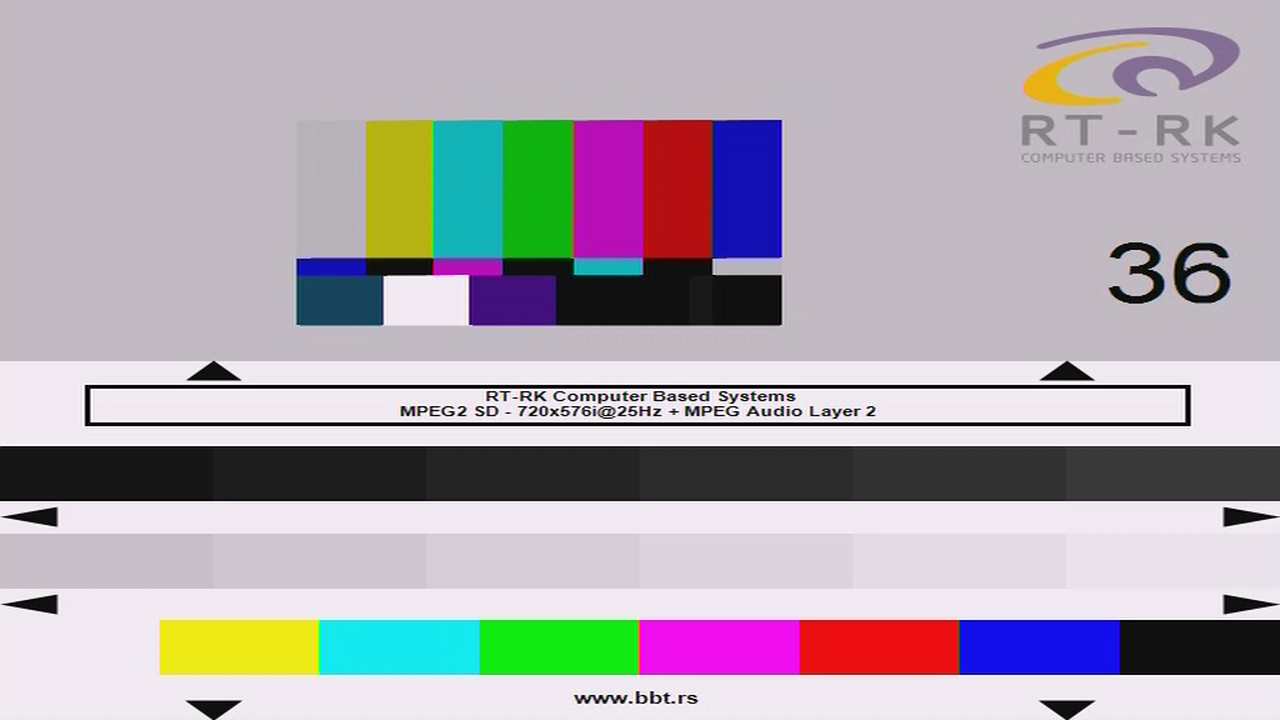 RT-RK
COMPUTER BASED SYSTEMS
36
RT-RK Computer Based Systems
MPEG2 SD - 720x576i@25Hz + MPEG Audio Layer 2
www.bbt.rs